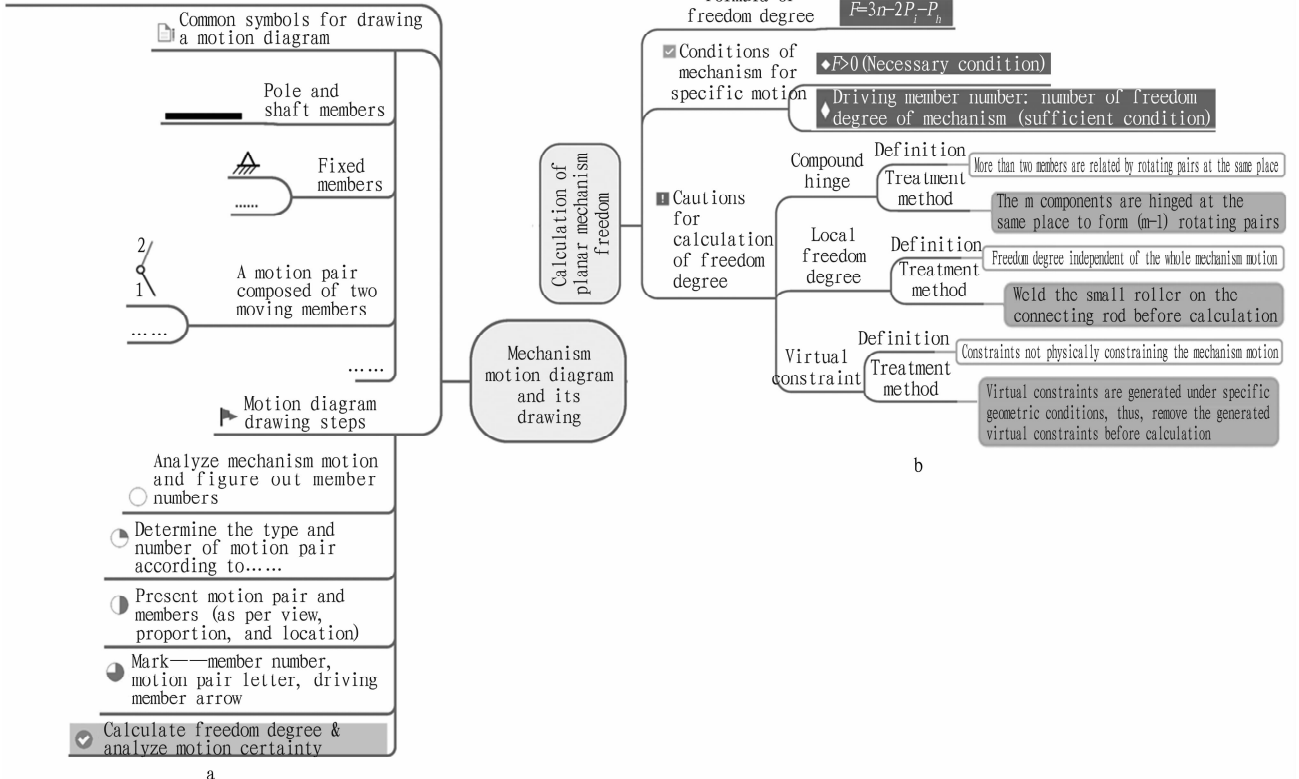 Common symbols for drawing
a motion diagram
Pole and
shaft members
Fixed
members
......
2
1
A motion pair
composed of two
moving members
... ...
... ...
Motion diagram
drawing steps
Mechanism
motion diagram
and its
drawing
Analyze mechanism motion
and figure out member
numbers
Determine the type and
number of motion pair
according to... ...
Present motion pair and
members (as per view,
proportion, and location)
Mark——member number,
motion pair letter, driving
member arrow
Calculate freedom degree &
analyze motion certainty
a
Calculation of
planar mechanism
freedom
freedom degree
F=3n-2Pi-Ph
Conditions of
mechanism for
specific motion
F>0(Necessary condition)
Driving member number: number of freedom
degree of mechanism (sufficient condition)
Cautions
for
calculation
of freedom
degree
Compound
hinge
Definition
More than two members are related by rotating pairs at the same place
Treatment
method
The m components are hinged at the
same place to form (m-1) rotating pairs
Local
freedom
degree
Definition
Freedom degree independent of the whole mechanism motion
Treatment
method
Weld the small roller on the
connecting rod before calculation
Virtual
constraint
Definition
Constraints not physically constraining the mechanism motion
Treatment
method
Virtual constraints are generated under specific
geometric conditions, thus, remove the generated
virtual constraints before calculation
b